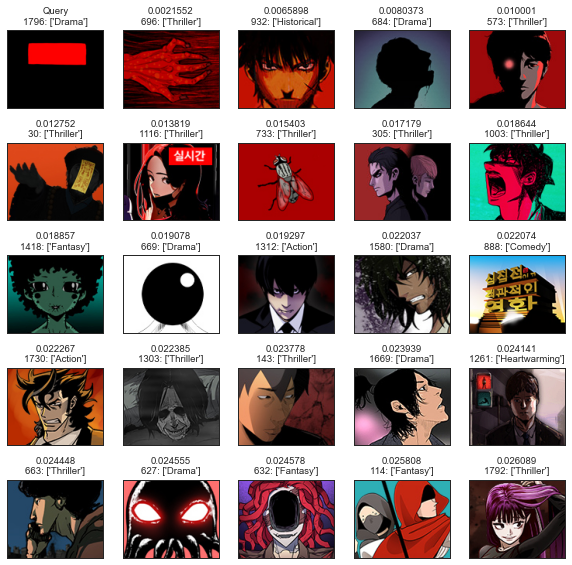 Query
1796: ['Drama']
0.0021552
696: ['Thriller']
0.0065898
932: ['Historical']
0.0080373
684: ['Drama']
0.010001
573: ['Thriller']
0.012752
30: ['Thriller']
0.013819
1116: ['Thriller']
실시간
0.015403
733: ['Thriller']
0.017179
305: ['Thriller']
0.018644
1003: ['Thriller']
0.018857
1418: ['Fantasy']
0.019078
669: ['Drama']
0.019297
1312: ['Action']
0.022037
1580: ['Drama']
0.022074
888: ['Comedy']
0.022267
1730: ['Action']
0.022385
1303: ['Thriller']
0.023778
143: ['Thriller']
0.023939
1669: ['Drama']
0.024141
1261: ['Heartwarming']
0.024448
663: ['Thriller']
0.024555
627: ['Drama']
0.024578
632: ['Fantasy']
0.025808
114: ['Fantasy']
0.026089
1792: ['Thriller']